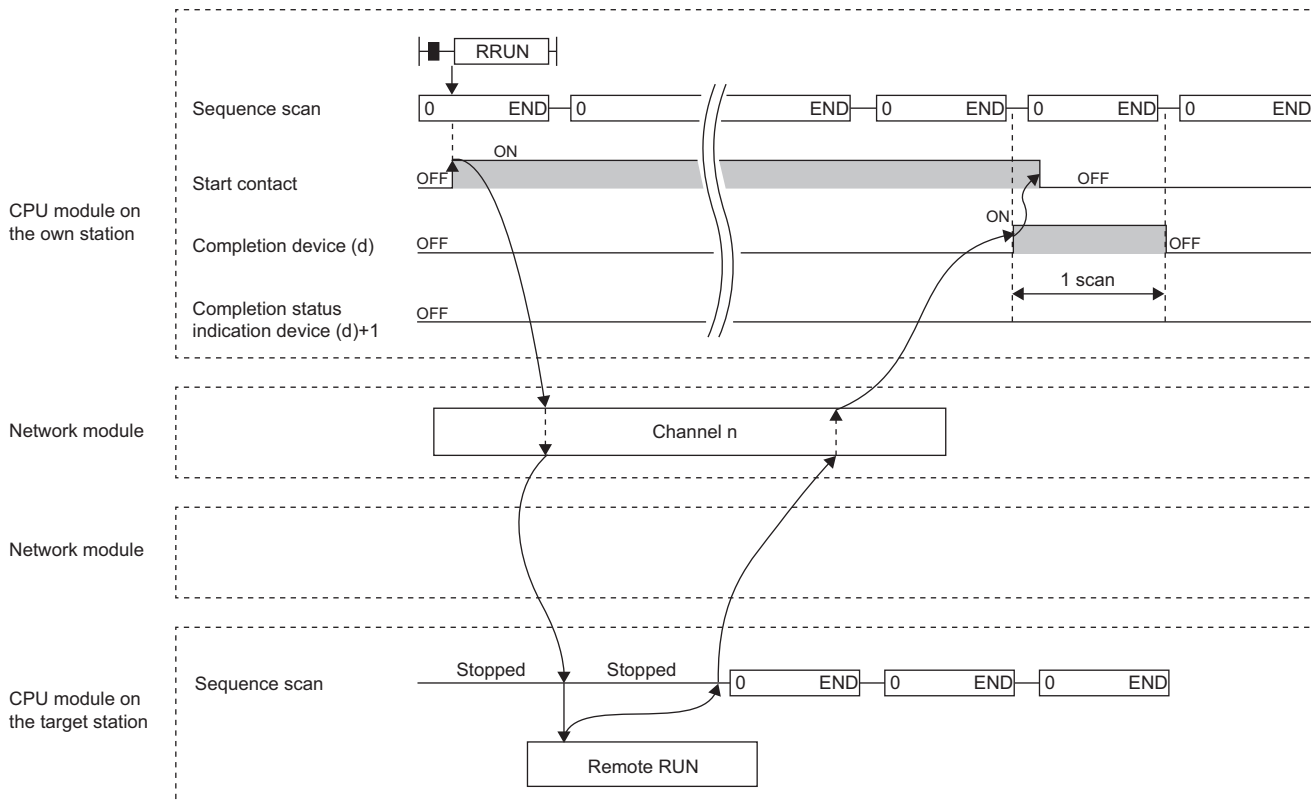 RRUN
Sequence scan
0 END 0 END 0 END 0 END 0 END
ON
Start contact
OFF
OFF
CPU module on
the own station
ON
Completion device (d)
OFF
OFF
1 scan
Completion status
indication device (d)+1
OFF
Network module
Channel n
Network module
Stopped Stopped
Sequence scan
0 END 0 END 0 END
CPU module on
the target station
Remote RUN